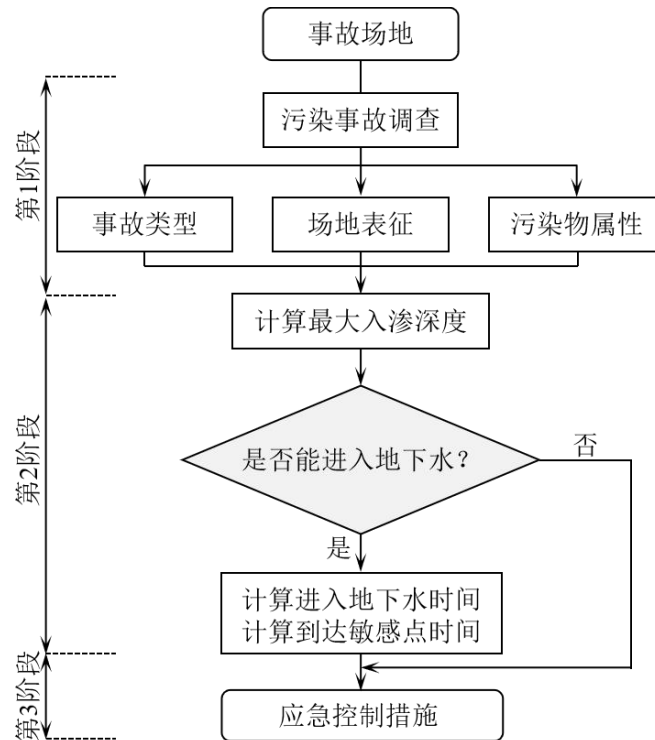 事故场地
第1阶段
污染事故调查
事故类型
场地表征
污染物属性
第2阶段
计算最大入渗深度
是否能进入地下水?
否
是
计算进入地下水时间
计算到达敏感点时间
第3阶段
应急控制措施